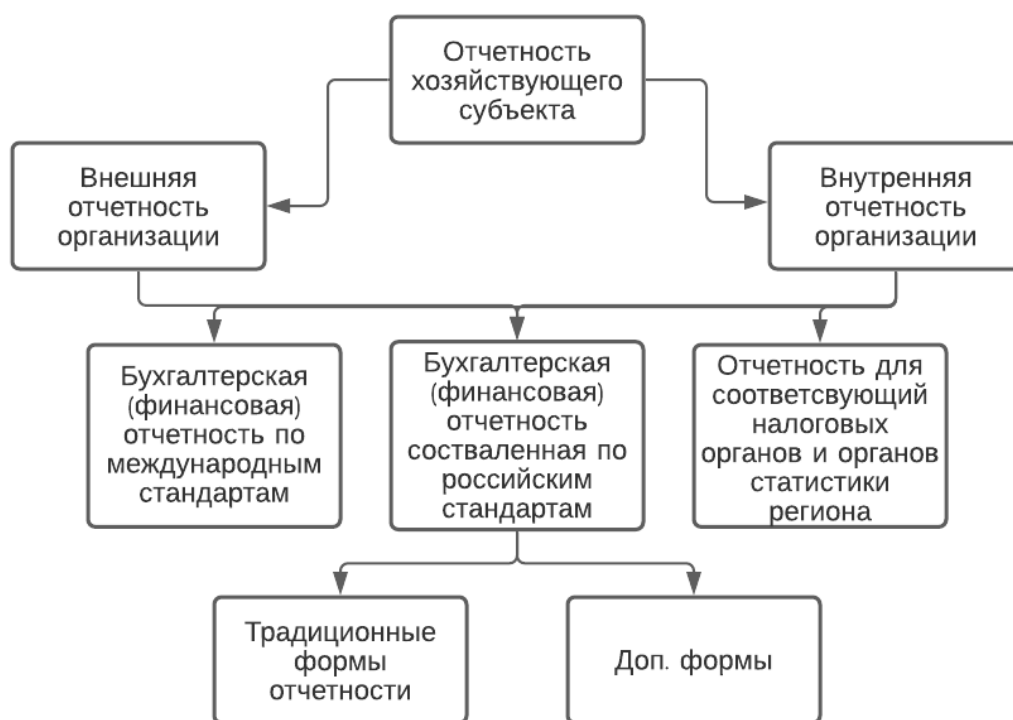 Отчетность
хозяйствующего
субъекта
Внешняя
отчетность
организации
Внутренняя
отчетность
организации
Бухгалтерская
(финансовая)
отчетность по
международным
стандартам
Бухгалтерская
(финансовая)
отчетность
состваленная по
российским
стандартам
Отчетность для
соответсвующий
налоговых
органов и органов
статистики
региона
Традиционные
формы
отчетности
Доп. формы